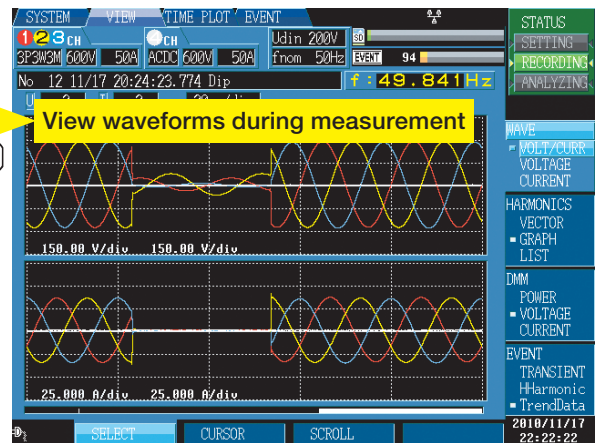 SYSTEM VIEW TIME PLOT EVENT
123CH CH Udin 200V SD
3P3W3M 600V 50A ACDC 600V 50A fnom 50Hz EVENT 94
No 12 11/17 20:24:23.774 Dip f:49.841Hz
View waveforms during measurement
150.00 V/div 150.00 V/div
25.000 A/div 25.000 A/div
SELECT CURSOR SCROLL
STATUS
SETTING
RECORDING
ANALYZING
WAVE
VOLT/CURR
VOLTAGE
CURRENT
HARMONICS
VECTOR
GRAPH
LIST
DMM
POWER
VOLTAGE
CURRENT
EVENT
TRANSIENT
HHarmonic
TrendData
2010/11/17
22:22:22